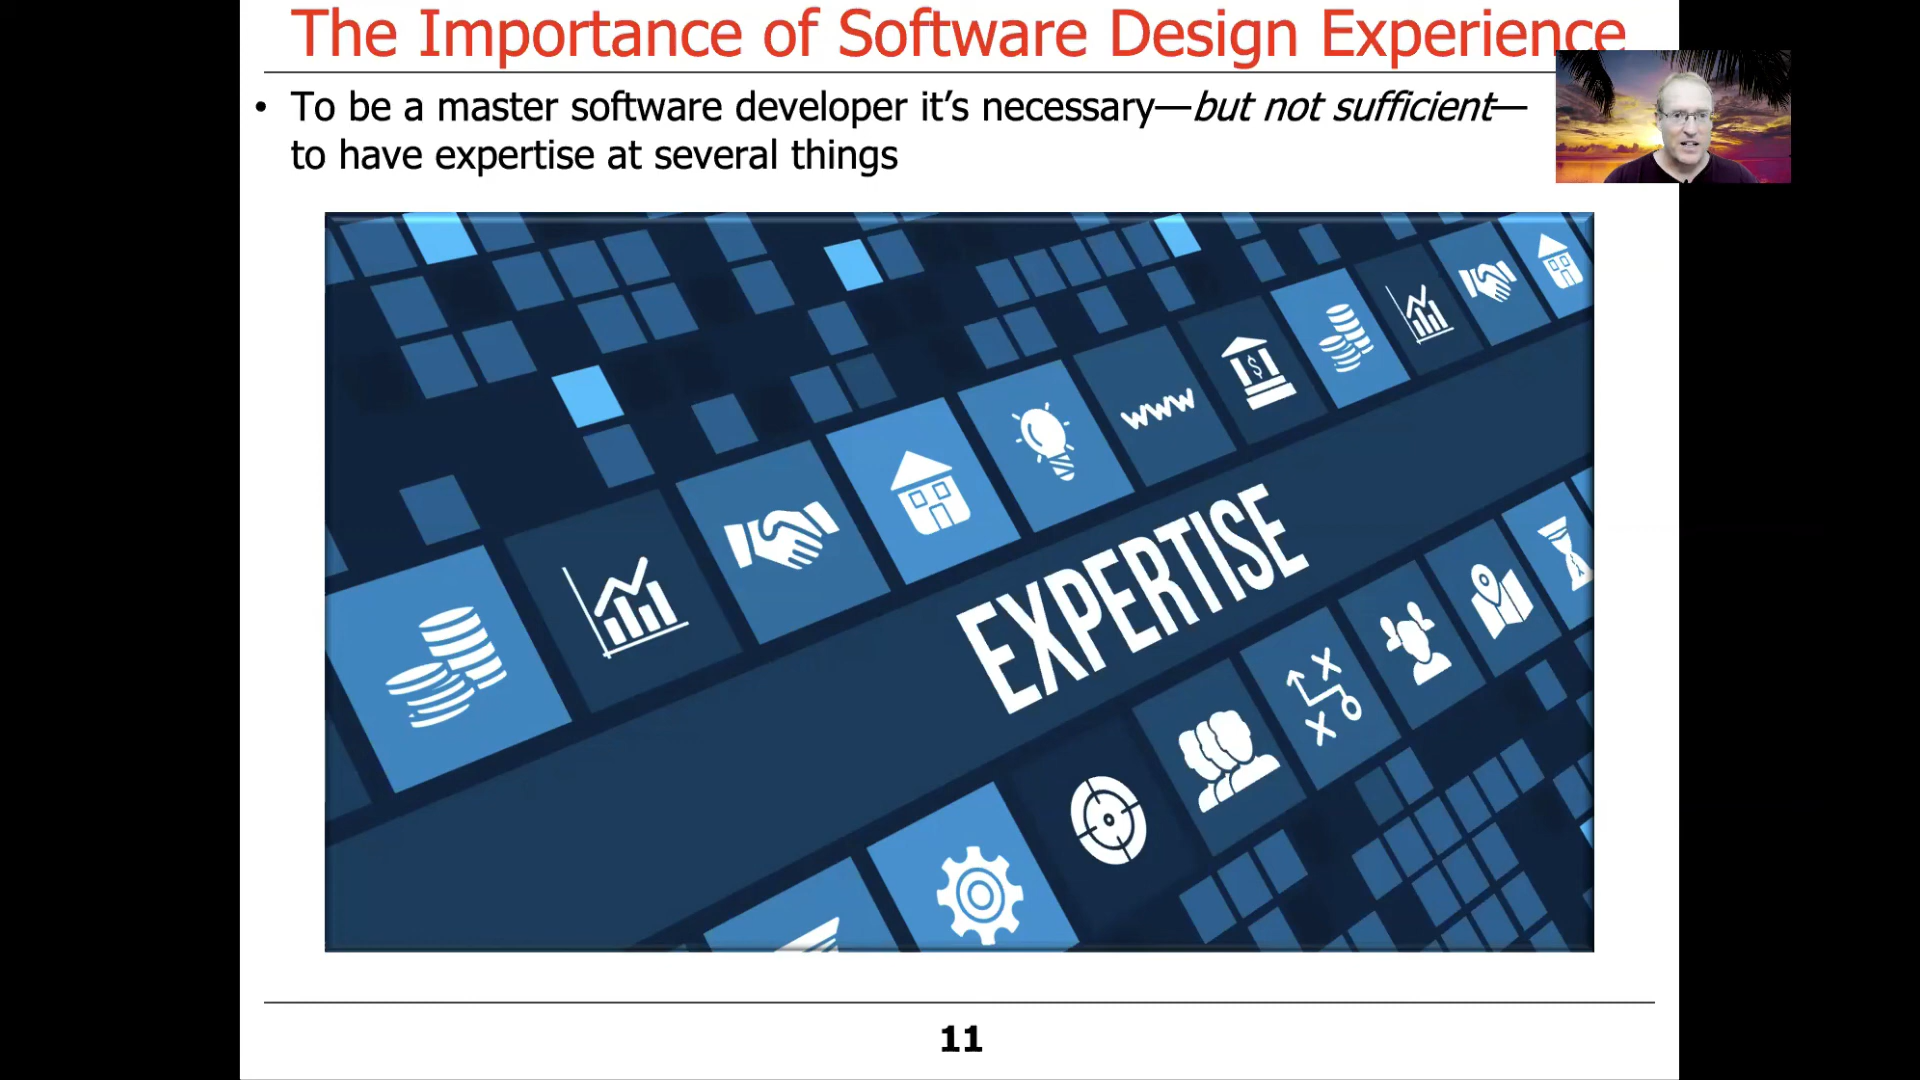 The Importance of Software Design Experience
• To be a master software developer it’s necessary—but not sufficient—
to have expertise at several things
www
$
EXPERTISE
11